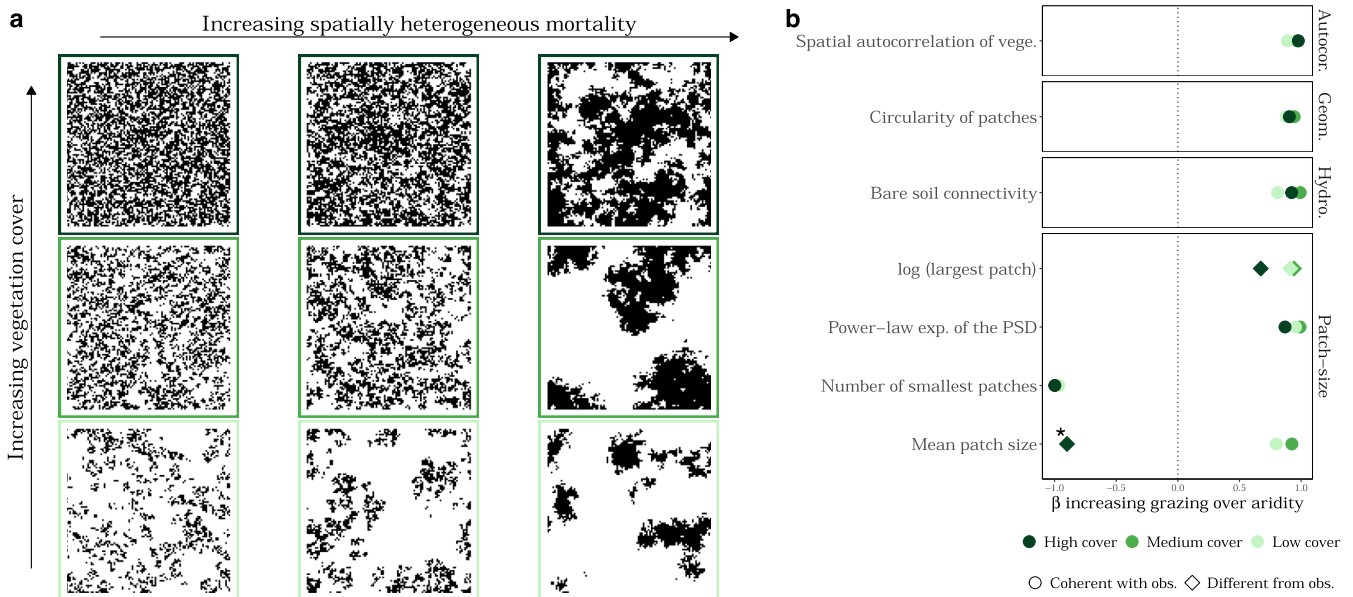 a
Increasing spatially heterogeneous mortality
Increasing vegetation cover
b
Spatial autocorrelation of vege.
Autocor.
Circularity of patches
Geom.
Bare soil connectivity
Hydro.
log (largest patch)
Power−law exp. of the PSD
Number of smallest patches
*
Mean patch size
Patch−size
−1.0 −0.5 0.0 0.5 1.0
β increasing grazing over aridity
High cover Medium cover Low cover
Coherent with obs. Different from obs.